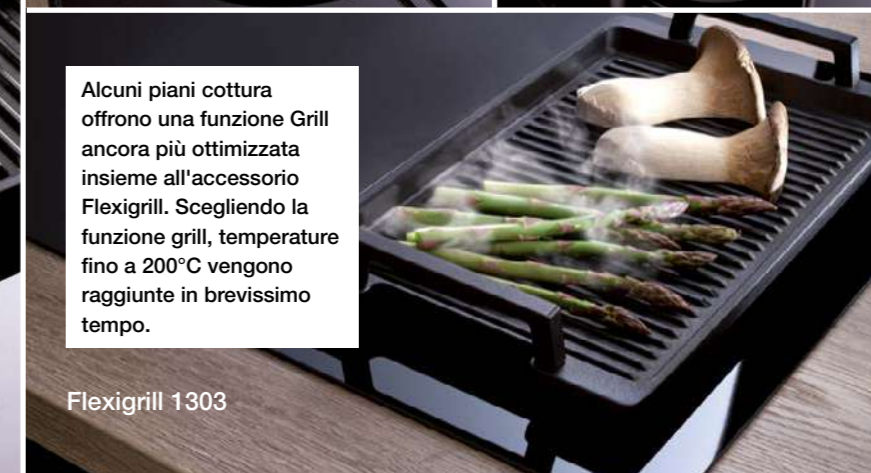 Alcuni piani cottura
offrono una funzione Grill
ancora più ottimizzata
insieme all'accessorio
Flexigrill. Scegliendo la
funzione grill, temperature
fino a 200°C vengono
raggiunte in brevissimo
tempo.
Flexigrill 1303